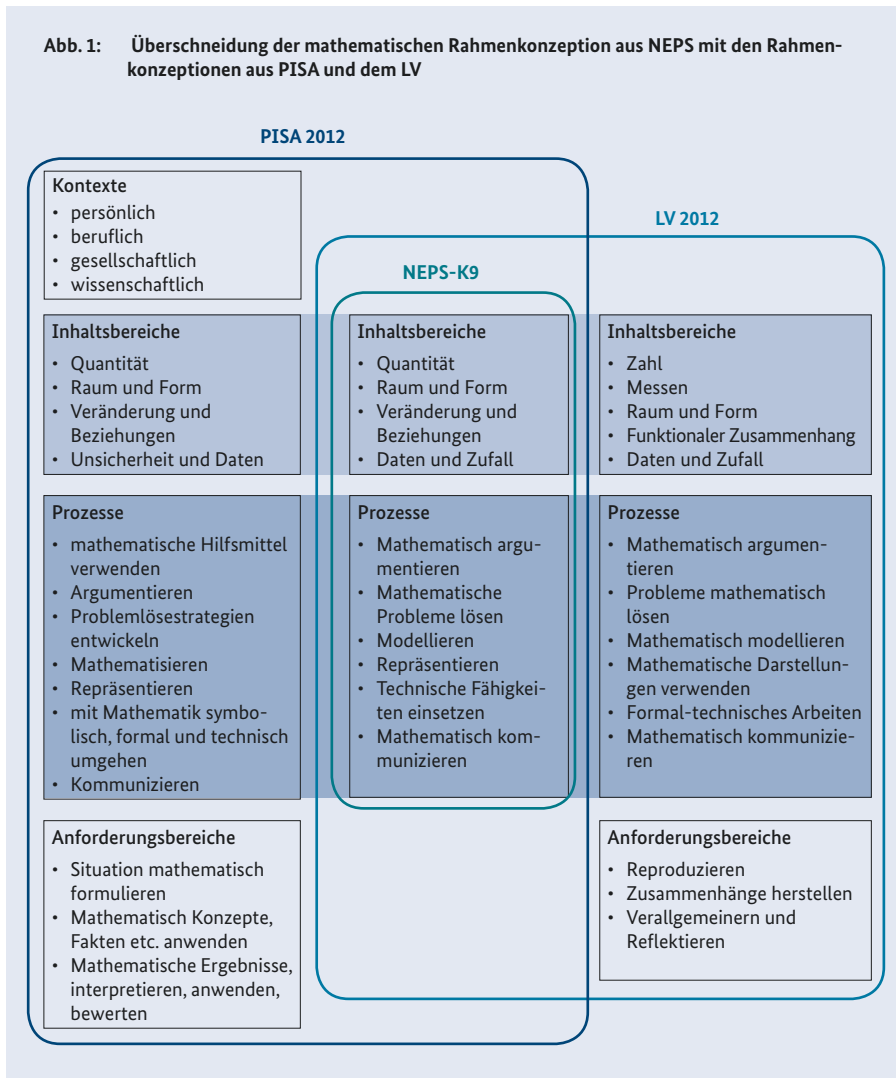 Abb. 1: Überschneidung der mathematischen Rahmenkonzeption aus NEPS mit den Rahmen-
konzeptionen aus PISA und dem LV
PISA 2012
Kontexte
• persönlich
• beruflich
• gesellschaftlich
• wissenschaftlich
LV 2012
NEPS-K9
Inhaltsbereiche
• Quantität
• Raum und Form
• Veränderung und
Beziehungen
• Unsicherheit und Daten
Inhaltsbereiche
• Quantität
• Raum und Form
• Veränderung und
Beziehungen
• Daten und Zufall
Inhaltsbereiche
• Zahl
• Messen
• Raum und Form
• Funktionaler Zusammenhang
• Daten und Zufall
Prozesse
• mathematische Hilfsmittel
verwenden
• Argumentieren
• Problemlösestrategien
entwickeln
• Mathematisieren
• Repräsentieren
• mit Mathematik symbo-
lisch, formal und technisch
umgehen
• Kommunizieren
Prozesse
• Mathematisch argu-
mentieren
• Mathematische
Probleme lösen
• Modellieren
• Repräsentieren
• Technische Fähigkei-
ten einsetzen
• Mathematisch kom-
munizieren
Prozesse
• Mathematisch argumen-
tieren
• Probleme mathematisch
lösen
• Mathematisch modellieren
• Mathematische Darstellun-
gen verwenden
• Formal-technisches Arbeiten
• Mathematisch kommunizie-
ren
Anforderungsbereiche
• Situation mathematisch
formulieren
• Mathematisch Konzepte,
Fakten etc. anwenden
• Mathematische Ergebnisse,
interpretieren, anwenden,
bewerten
Anforderungsbereiche
• Reproduzieren
• Zusammenhänge herstellen
• Verallgemeinern und
Reflektieren